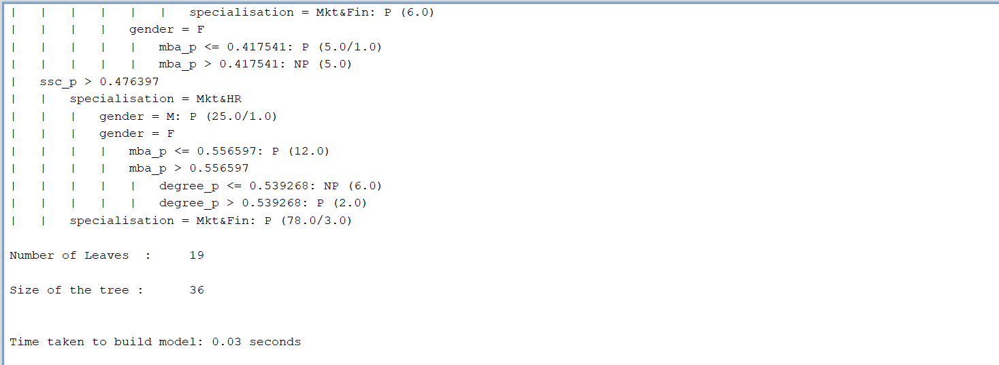 |   |   |   |   |   |   specialisation = Mkt&Fin: P (6.0)
|   |   |   |   gender = F
|   |   |   |   |   mba_p <= 0.417541: P (5.0/1.0)
|   |   |   |   |   mba_p > 0.417541: NP (5.0)
|   ssc_p > 0.476397
|   |   specialisation = Mkt&HR
|   |   |   gender = M: P (25.0/1.0)
|   |   |   gender = F
|   |   |   |   mba_p <= 0.556597: P (12.0)
|   |   |   |   mba_p > 0.556597
|   |   |   |   |   degree_p <= 0.539268: NP (6.0)
|   |   |   |   |   degree_p > 0.539268: P (2.0)
|   |   specialisation = Mkt&Fin: P (78.0/3.0)
Number of Leaves  :     19
Size of the tree :      36
Time taken to build model: 0.03 seconds